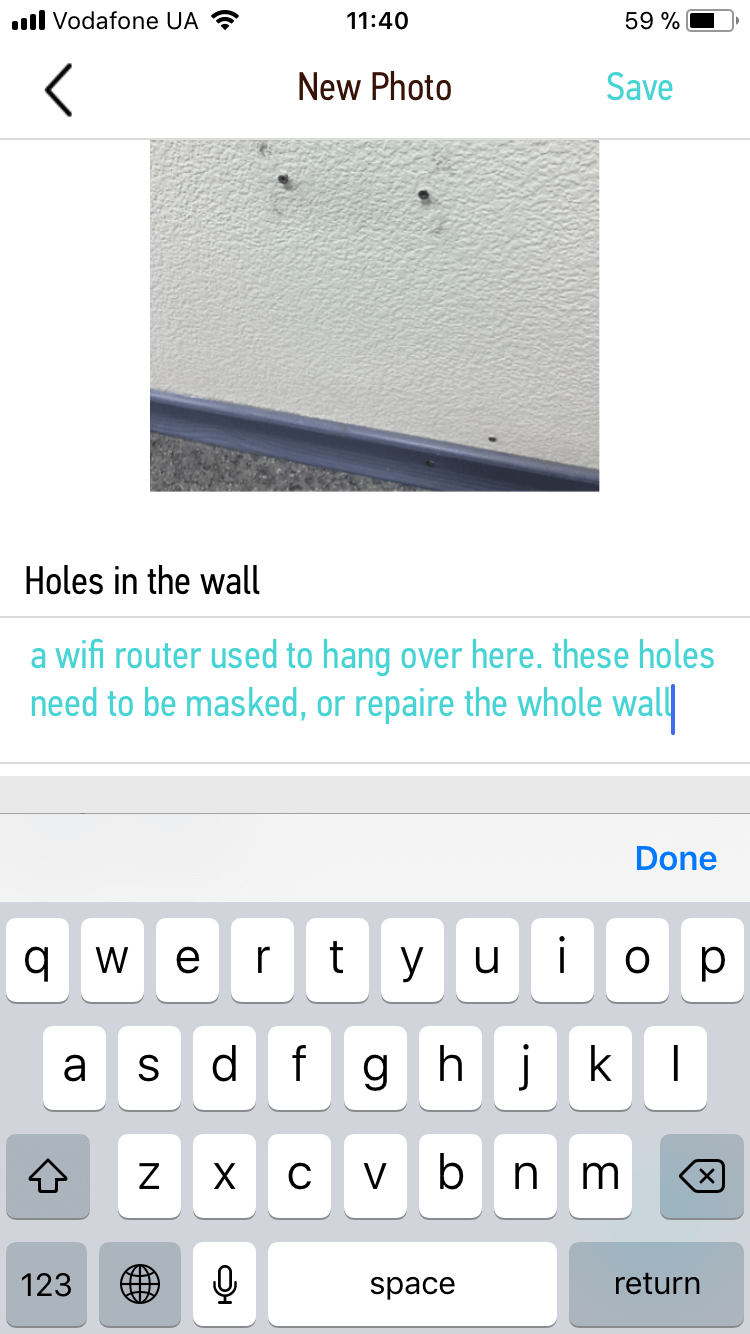 Vodafone UA 11:40 59 %
New Photo Save
Holes in the wall
a wifi router used to hang over here. these holes
need to be masked, or repaire the whole wall
Done
q w e r t y u i o p
a s d f g h j k l
z x c v b n m
123 space return